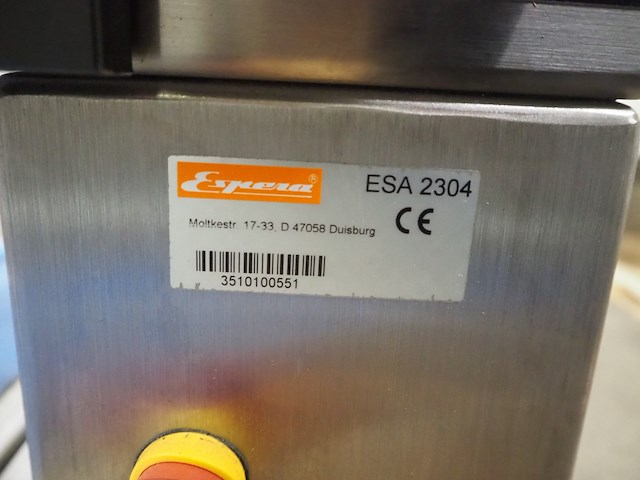 Espera®
ESA 2304
CE
Moltkestr. 17-33, D 47058 Duisburg
3510100551